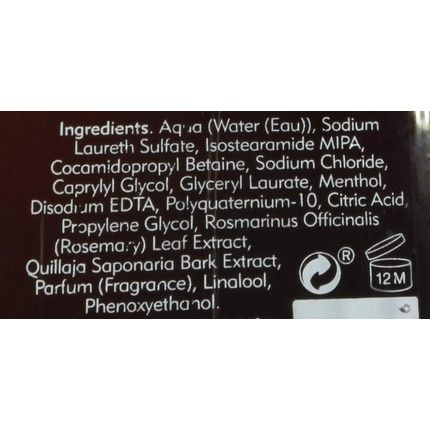 Ingredients. Aqua (Water (Eau)), Sodium
Laureth Sulfate, Isostearamide MIPA,
Cocamidopropyl Betaine, Sodium Chloride,
Caprylyl Glycol, Glyceryl Laurate, Menthol,
Disodium EDTA, Polyquaternium-10, Citric Acid,
Propylene Glycol, Rosmarinus Officinalis
(Rosemary) Leaf Extract,
Quillaja Saponaria Bark Extract,
Parfum (Fragrance), Linalool,
Phenoxyethanol.
®
12 M